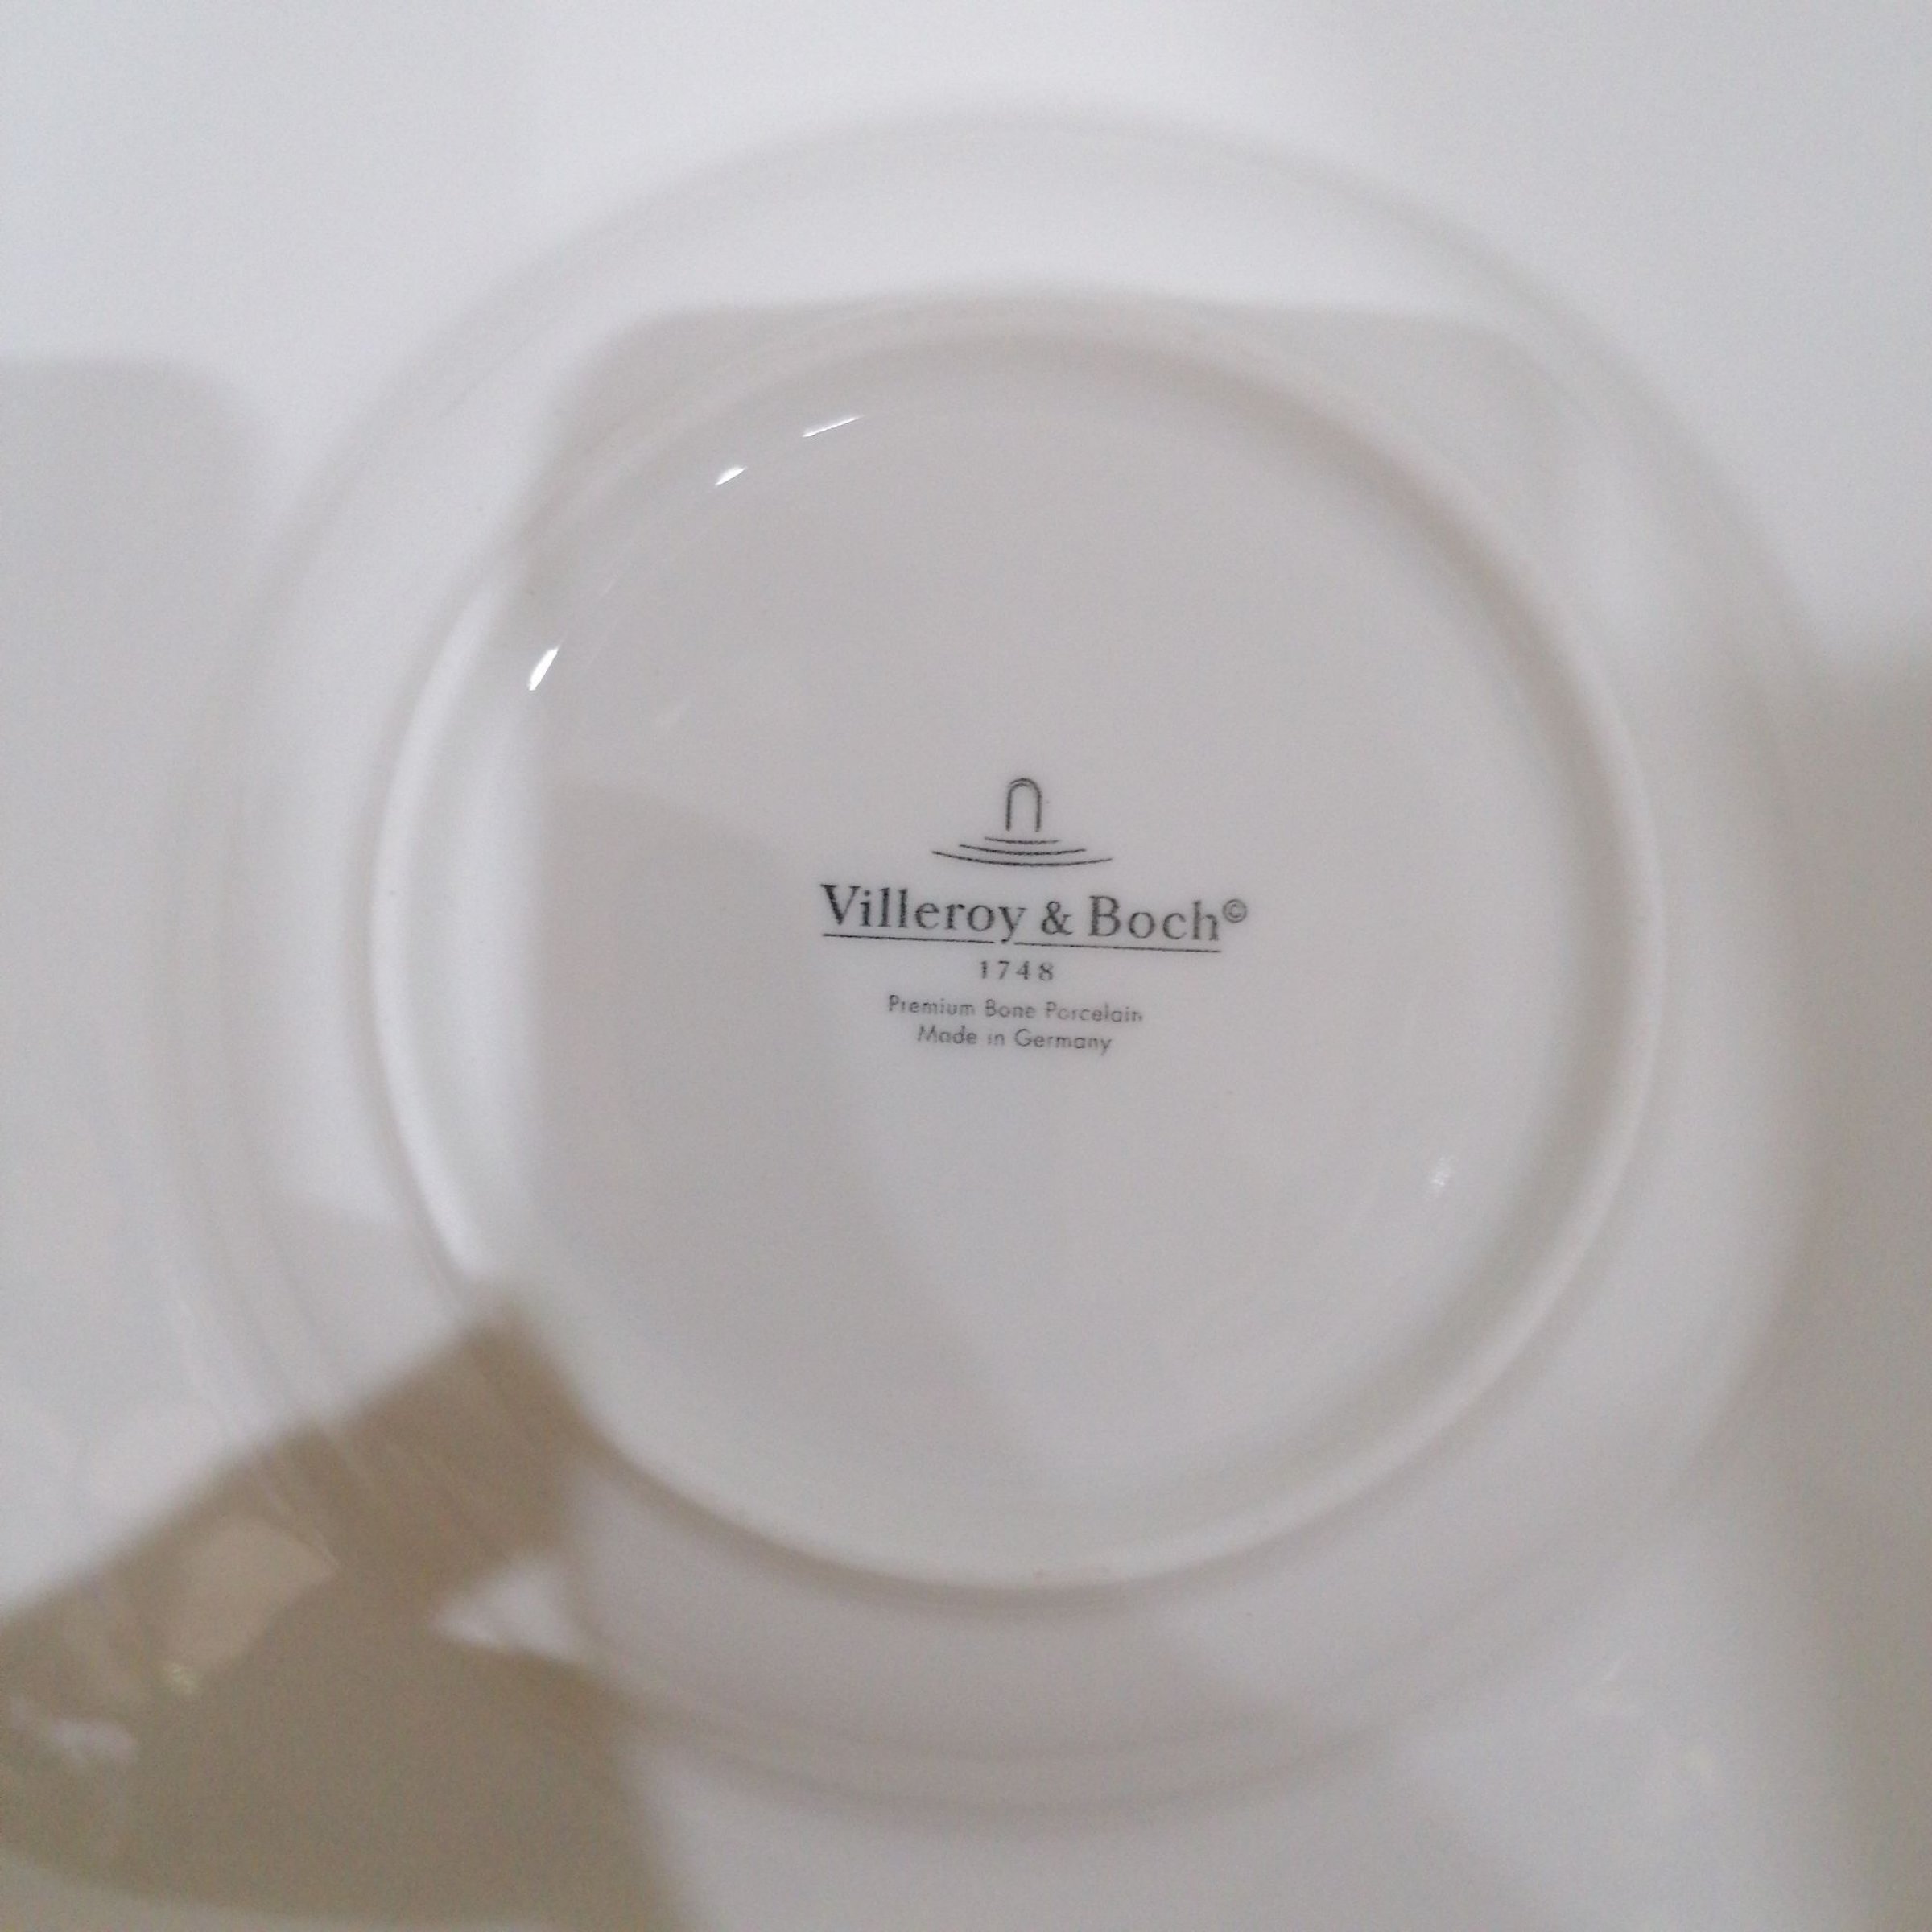 Villeroy & Boch©
1748
Premium Bone Porcelain
Made in Germany